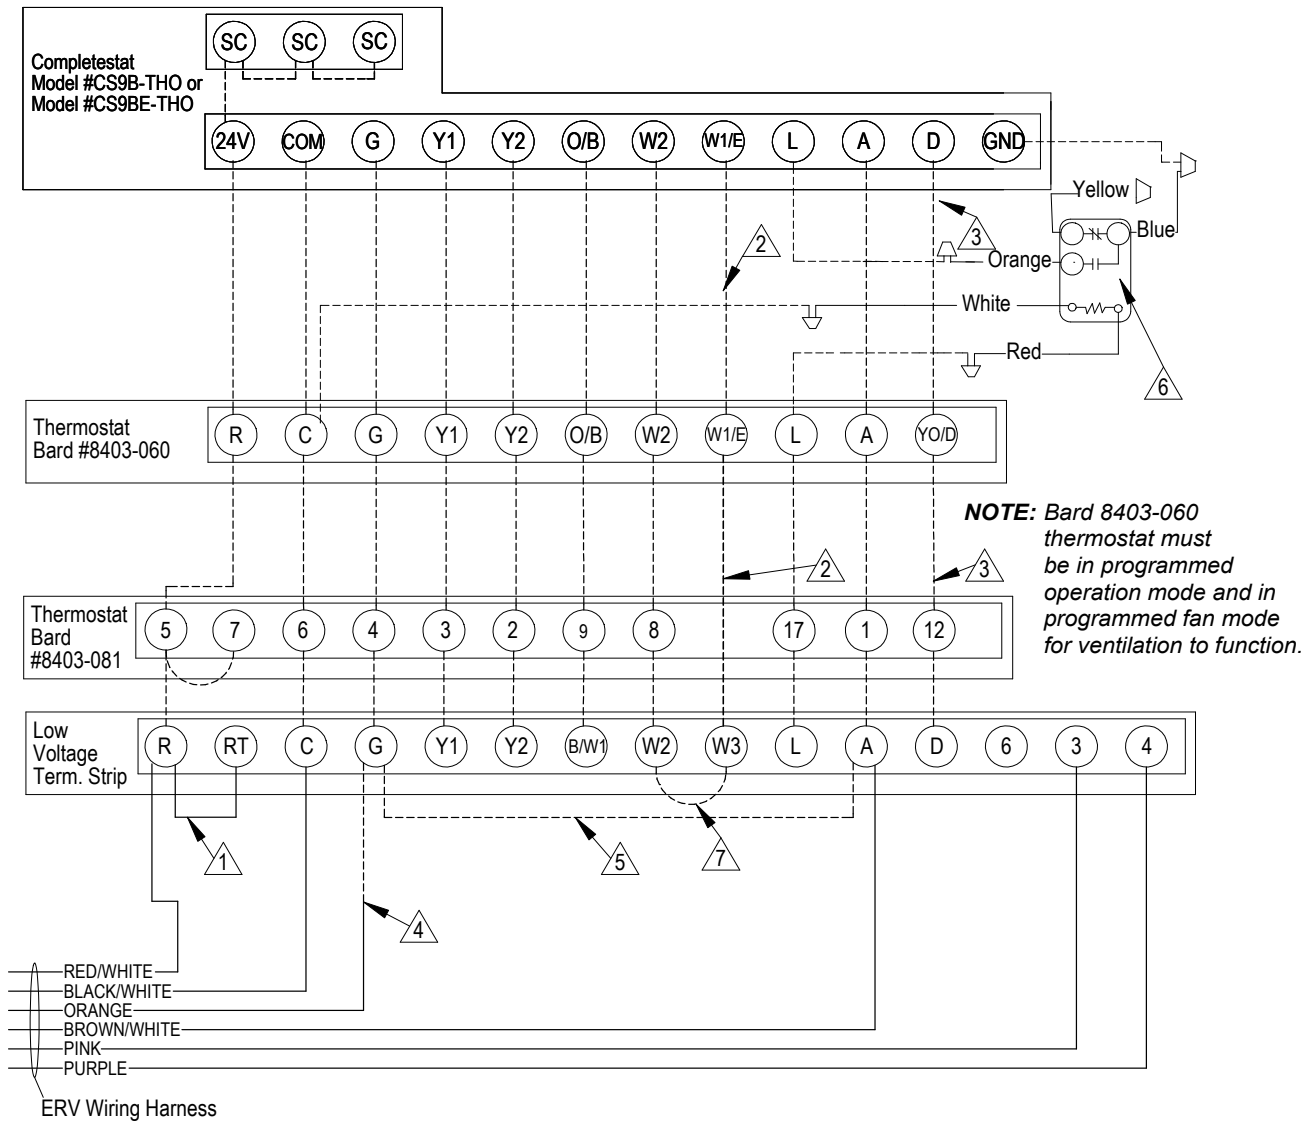 SC SC SC
Completestat
Model #CS9B-THO or
Model #CS9BE-THO
24V COM G Y1 Y2 O/B W2 W1/E L A D GND
Yellow
Blue
2
3
Orange
White
Red
6
Thermostat
Bard #8403-060
R C G Y1 Y2 O/B W2 W1/E L A YO/D
NOTE: Bard 8403-060
thermostat must
be in programmed
operation mode and in
programmed fan mode
for ventilation to function.
2
3
Thermostat
Bard
#8403-081
5 7 6 4 3 2 9 8 17 1 12
Low
Voltage
Term. Strip
R RT C G Y1 Y2 B/W1 W2 W3 L A D 6 3 4
1
5
7
4
RED/WHITE
BLACK/WHITE
ORANGE
BROWN/WHITE
PINK
PURPLE
ERV Wiring Harness